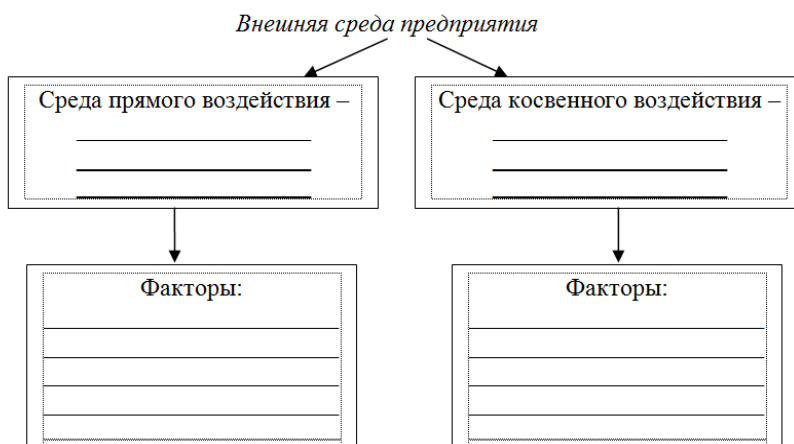 Внешняя среда предприятия
Среда прямого воздействия –
Среда косвенного воздействия –
Факторы:
Факторы: